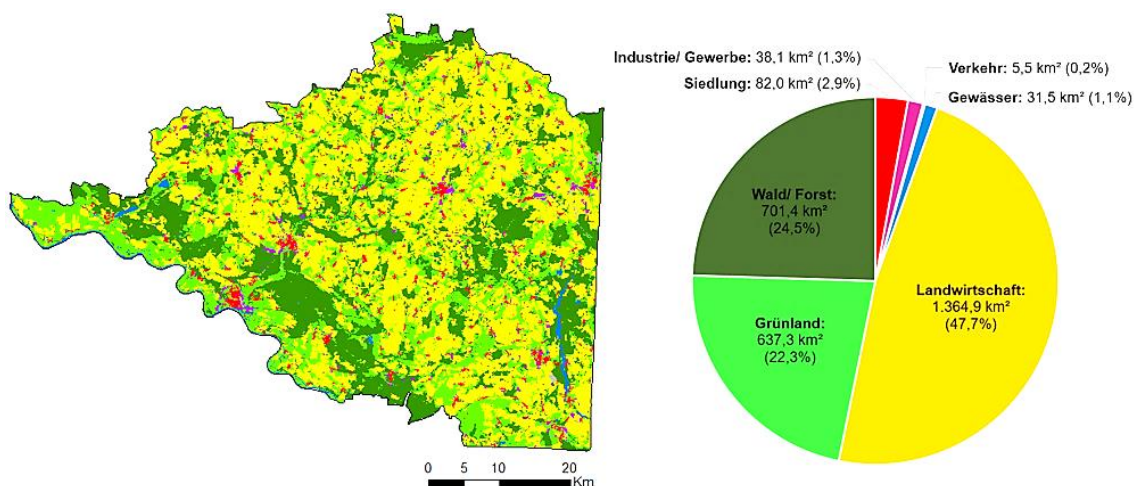 Industrie/ Gewerbe: 38,1 km² (1,3%)
Siedlung: 82,0 km² (2,9%)
Verkehr: 5,5 km² (0,2%)
Gewässer: 31,5 km² (1,1%)
Wald/ Forst:
701,4 km²
(24,5%)
Landwirtschaft:
1.364,9 km²
(47,7%)
Grünland:
637,3 km²
(22,3%)
0 5 10 20
Km